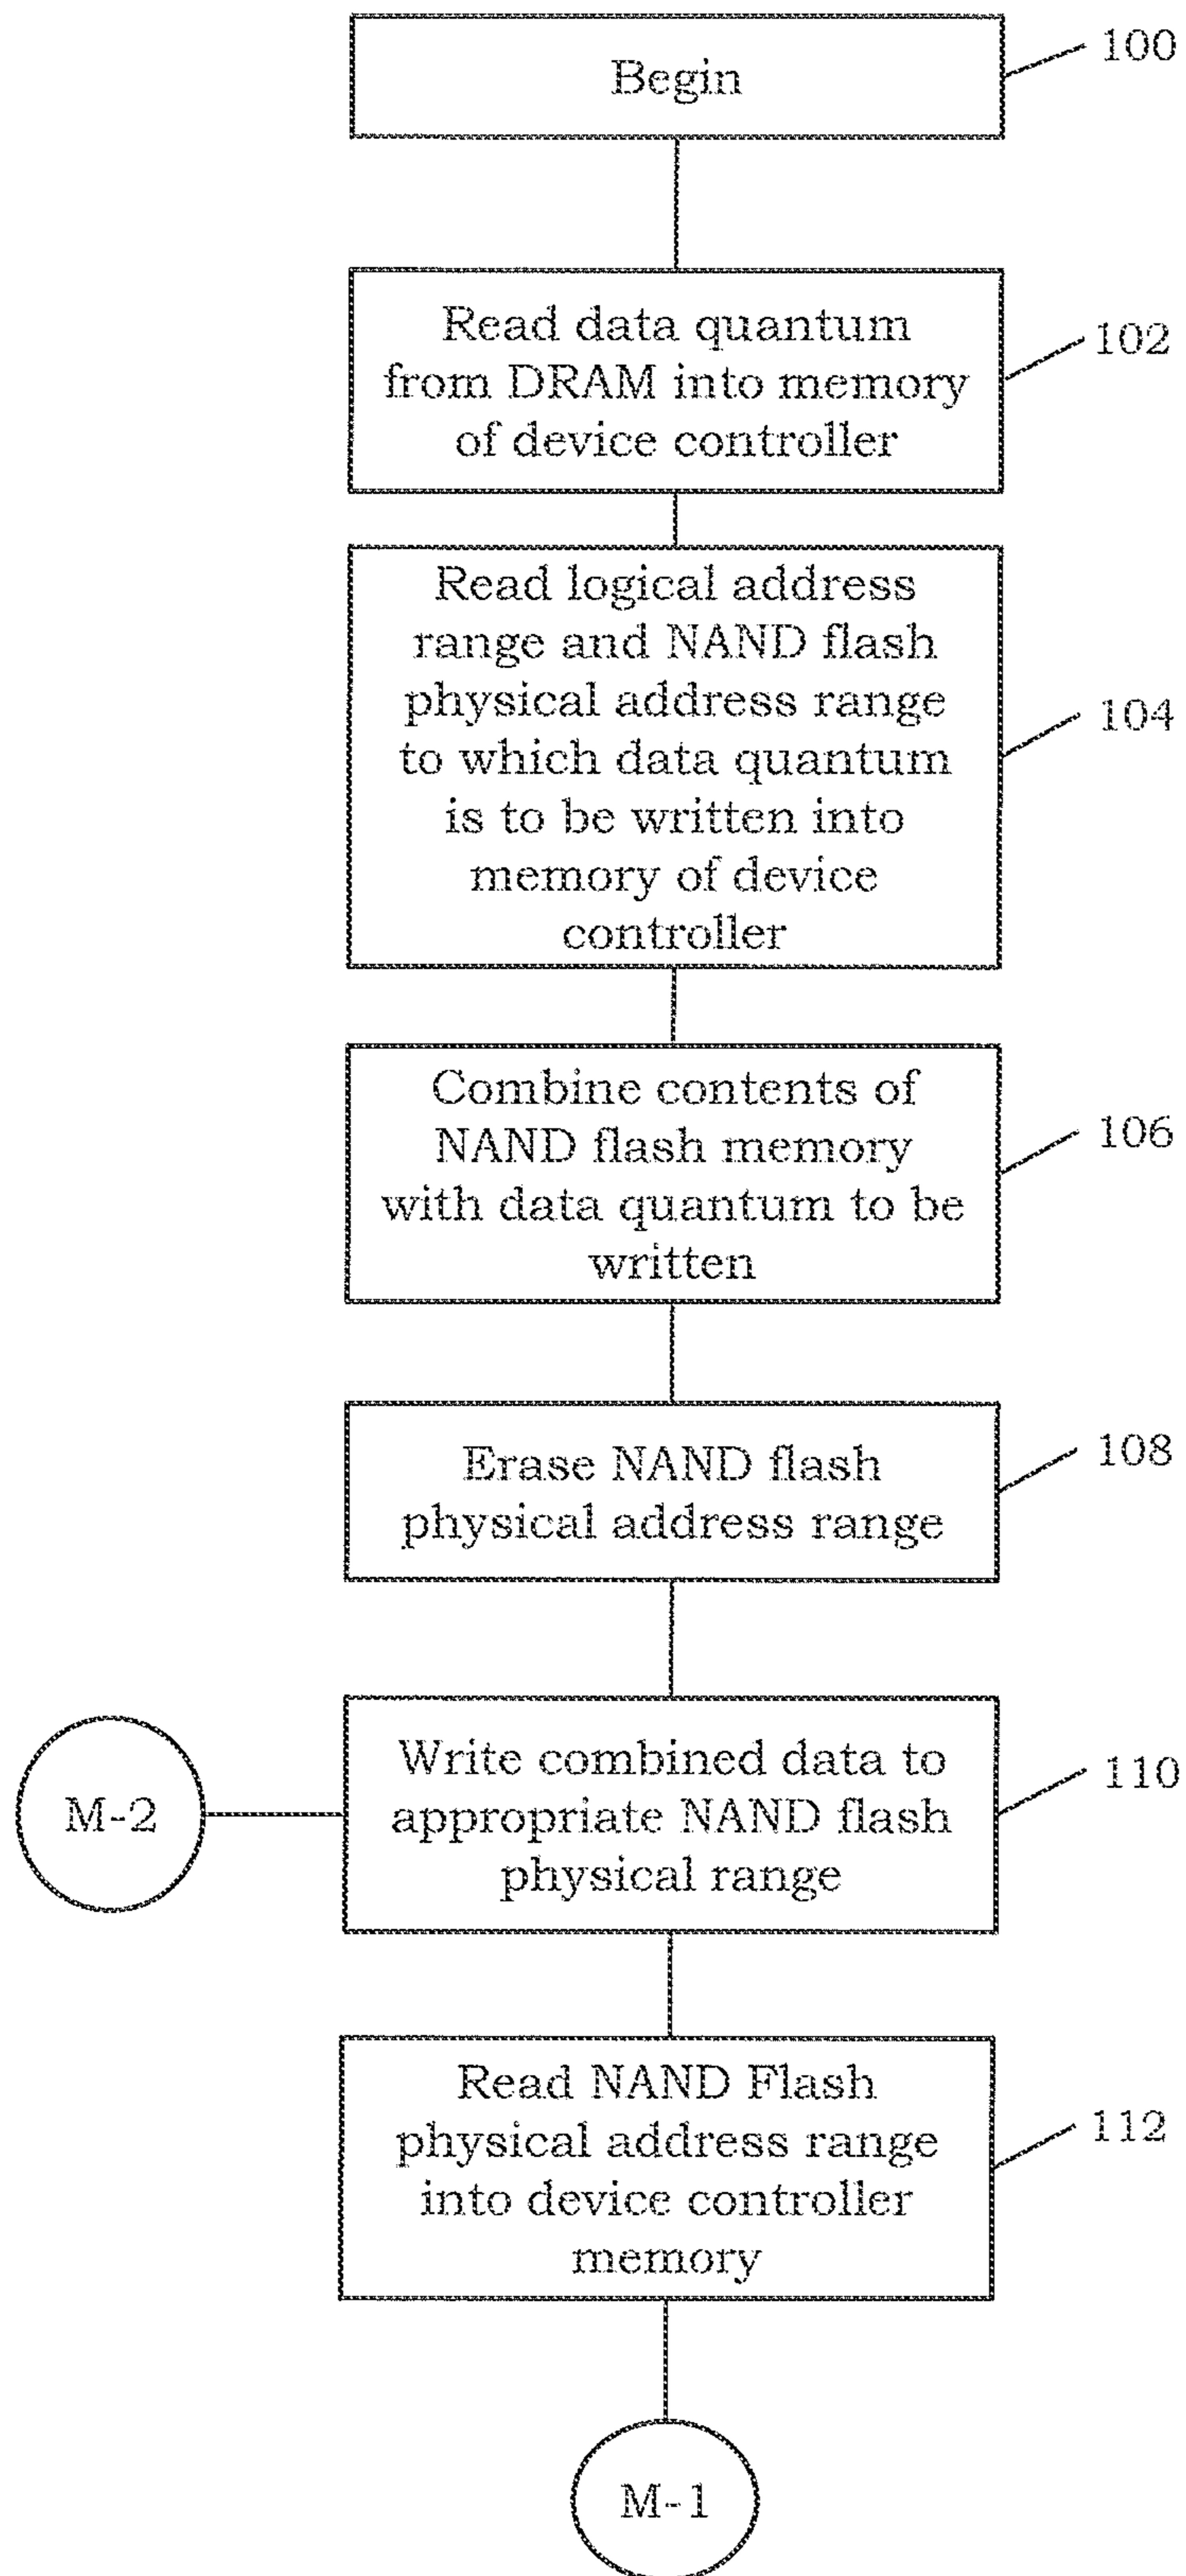 Begin
100
Read data quantum
from DRAM into memory
of device controller
102
Read logical address
range and NAND flash
physical address range
to which data quantum
is to be written into
memory of device
controller
104
Combine contents of
NAND flash memory
with data quantum to be
written
106
Erase NAND flash
physical address range
108
M-2
Write combined data to
appropriate NAND flash
physical range
110
Read NAND Flash
physical address range
into device controller
memory
112
M-1